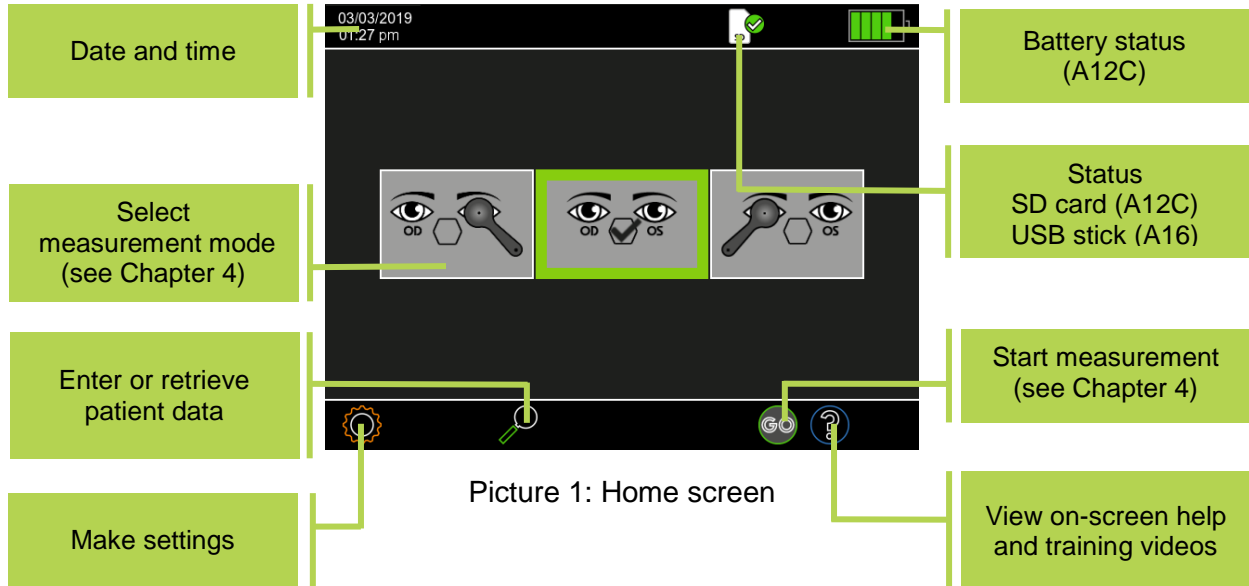 Date and time
03/03/2019
01:27 pm
Battery status
(A12C)
Status
SD card (A12C)
USB stick (A16)
Select
measurement mode
(see Chapter 4)
OD
OD OS
OS
Enter or retrieve
patient data
Start measurement
(see Chapter 4)
GO
?
Picture 1: Home screen
Make settings
View on-screen help
and training videos